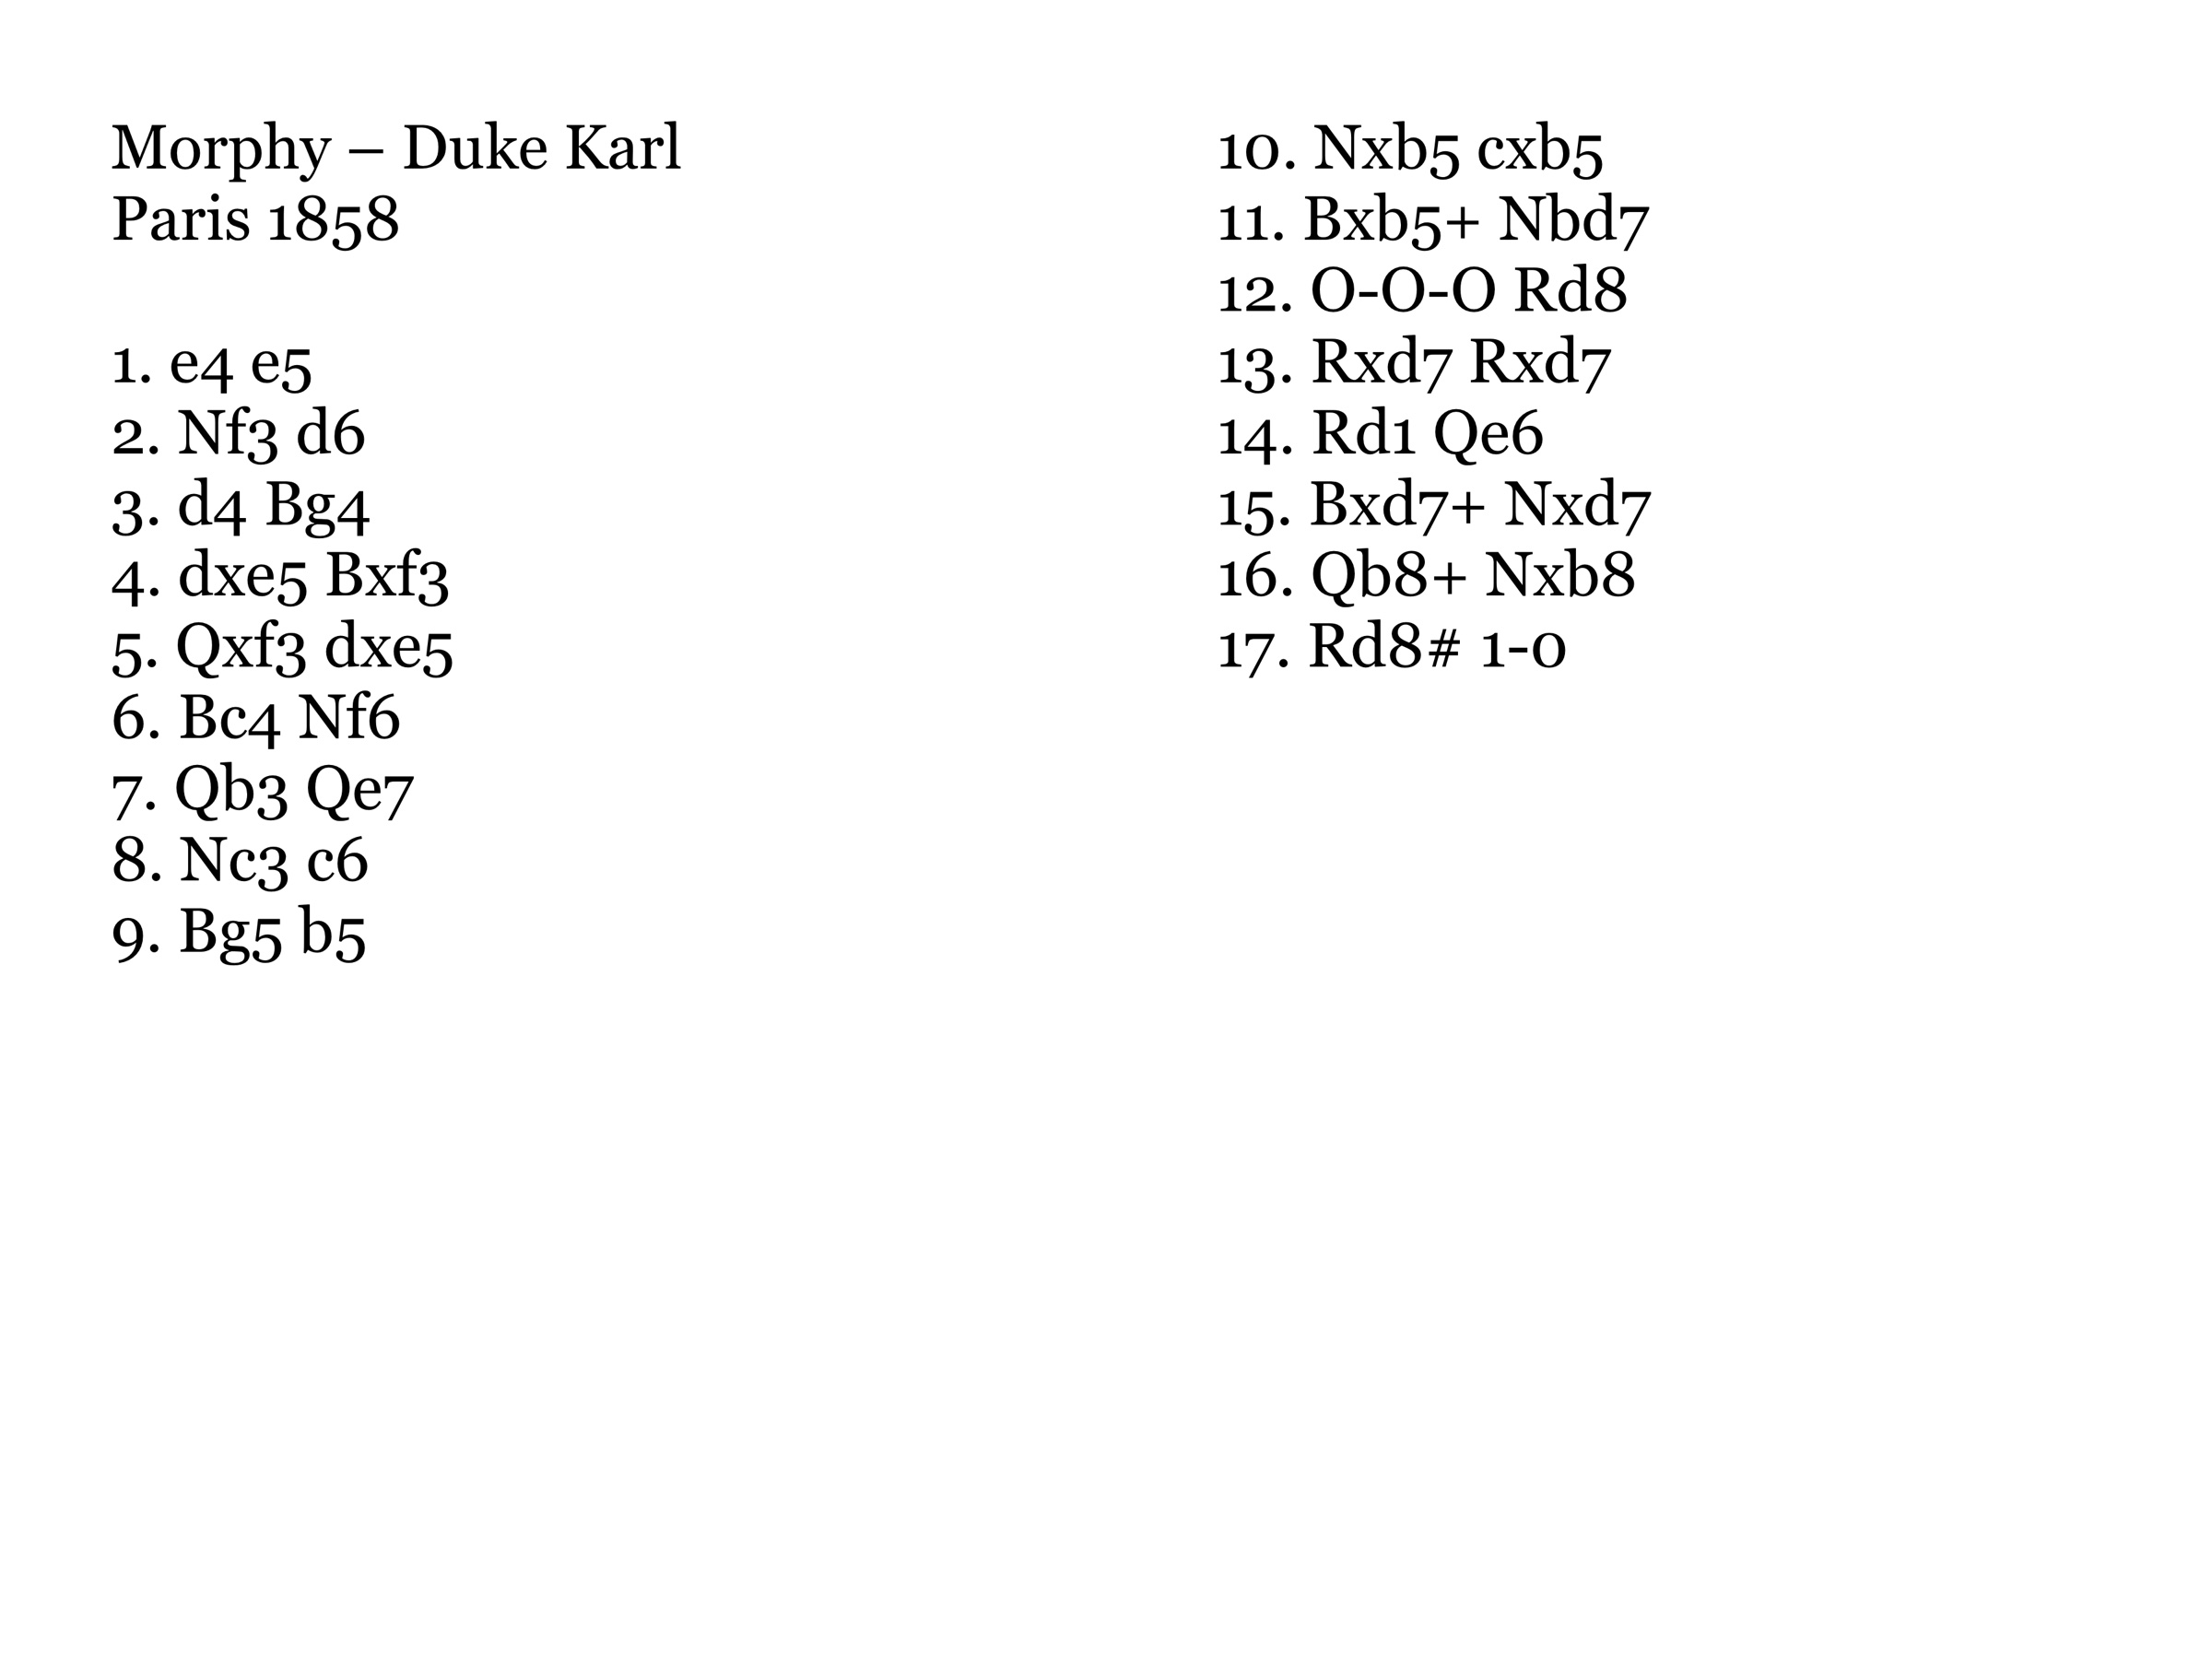 Morphy – Duke Karl
Paris 1858
1. e4 e5
2. Nf3 d6
3. d4 Bg4
4. dxe5 Bxf3
5. Qxf3 dxe5
6. Bc4 Nf6
7. Qb3 Qe7
8. Nc3 c6
9. Bg5 b5
10. Nxb5 cxb5
11. Bxb5+ Nbd7
12. O-O-O Rd8
13. Rxd7 Rxd7
14. Rd1 Qe6
15. Bxd7+ Nxd7
16. Qb8+ Nxb8
17. Rd8# 1-0